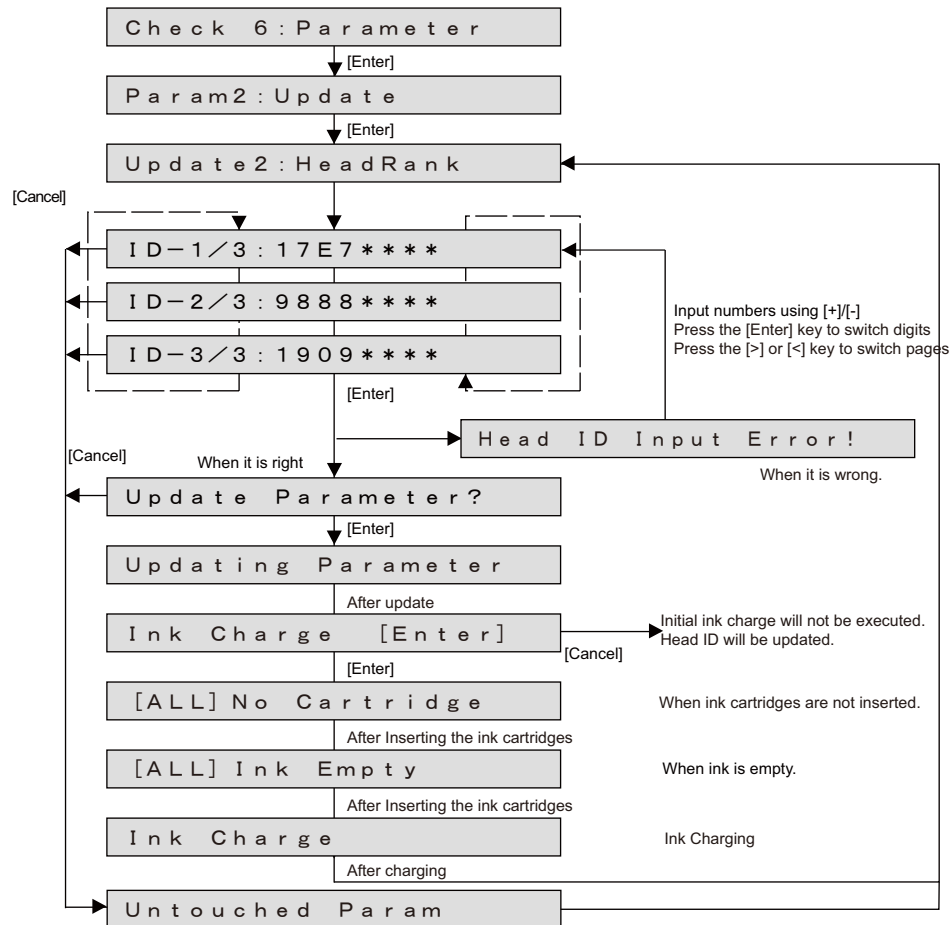 Check 6:Parameter
[Enter]
Param2:Update
[Enter]
Update2:HeadRank
[Cancel]
ID-1/3:17E7****
ID-2/3:9888****
ID-3/3:1909****
Input numbers using [+]/[-]
Press the [Enter] key to switch digits
Press the [>] or [<] key to switch pages
[Enter]
Head ID Input Error!
[Cancel]
When it is right
When it is wrong.
Update Parameter?
[Enter]
Updating Parameter
After update
Ink Charge [Enter]
Initial ink charge will not be executed.
Head ID will be updated.
[Cancel]
[Enter]
[ALL]No Cartridge
When ink cartridges are not inserted.
After Inserting the ink cartridges
[ALL]Ink Empty
When ink is empty.
After Inserting the ink cartridges
Ink Charge
Ink Charging
After charging
Untouched Param